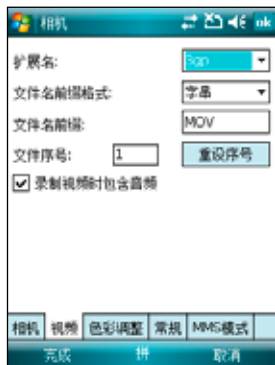 相机 ok
扩展名: 3gp
文件名前缀格式: 字串
文件名前缀: MOV
文件序号: 1 重设序号
录制视频时包含音频
相机 视频 色彩调整 常规 MMS模式
完成 拼 取消